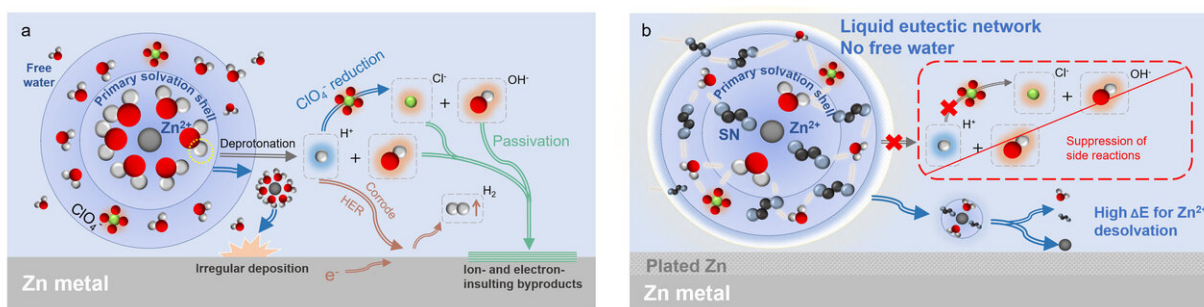 a
Free
water
Primary solvation shell
Zn²⁺
ClO₄⁻
Deprotonation
ClO₄⁻ reduction
Cl⁻
+
OH⁻
H⁺
+
Passivation
Corrode
HER
H₂
Irregular deposition
e⁻
Ion- and electron-
insulting byproducts
Zn metal
b
Liquid eutectic network
No free water
Primary solvation shell
SN
Zn²⁺
Cl⁻
+
OH⁻
H⁺
+
Suppression of
side reactions
High ΔE for Zn²⁺
desolvation
Plated Zn
Zn metal